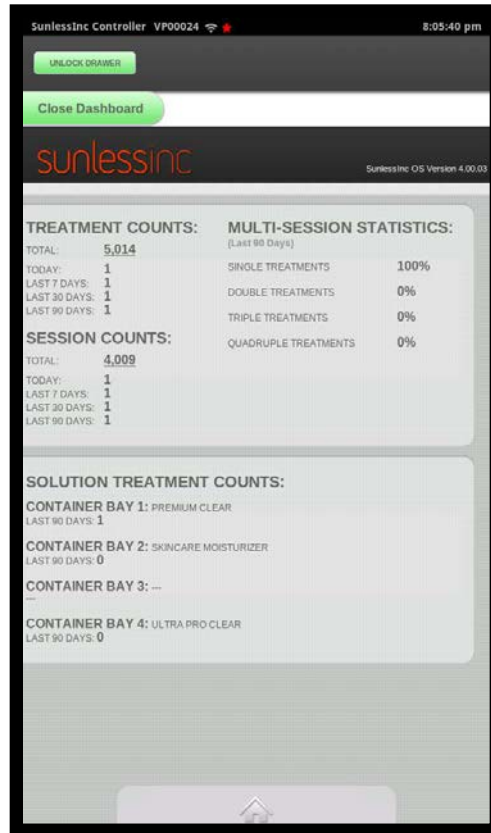 SunlessInc Controller VP00024 8:05:40 pm
UNLOCK DRAWER
Close Dashboard
sunlessinc
SunlessInc OS Version 4.00.03
TREATMENT COUNTS:
TOTAL: 5,014
TODAY: 1
LAST 7 DAYS: 1
LAST 30 DAYS: 1
LAST 90 DAYS: 1
SESSION COUNTS:
TOTAL: 4,009
TODAY: 1
LAST 7 DAYS: 1
LAST 30 DAYS: 1
LAST 90 DAYS: 1
MULTI-SESSION STATISTICS:
(Last 90 Days)
SINGLE TREATMENTS 100%
DOUBLE TREATMENTS 0%
TRIPLE TREATMENTS 0%
QUADRUPLE TREATMENTS 0%
SOLUTION TREATMENT COUNTS:
CONTAINER BAY 1: PREMIUM CLEAR
LAST 90 DAYS: 1
CONTAINER BAY 2: SKINCARE MOISTURIZER
LAST 90 DAYS: 0
CONTAINER BAY 3: ---
---
CONTAINER BAY 4: ULTRA PRO CLEAR
LAST 90 DAYS: 0